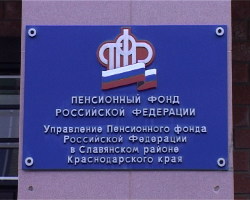 ПЕНСИОННЫЙ ФОНД
РОССИЙСКОЙ ФЕДЕРАЦИИ
Управление Пенсионного фонда
Российской Федерации
в Славянском районе
Краснодарского края